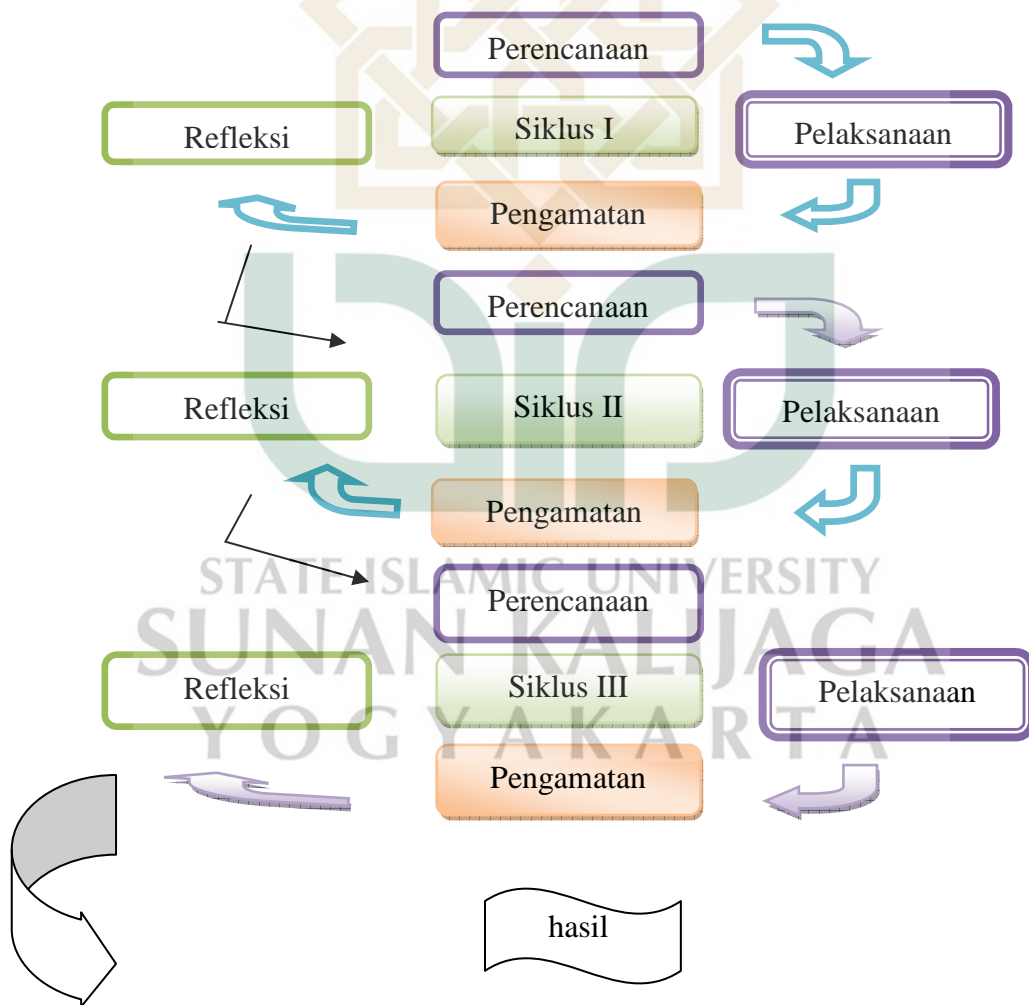 Perencanaan
Refleksi
Siklus I
Pelaksanaan
Pengamatan
Perencanaan
Refleksi
Siklus II
Pelaksanaan
Pengamatan
STATE ISLAMIC UNIVERSITY
Perencanaan
SUNAN KALIJAGA
Refleksi
Siklus III
Pelaksanaan
YOGYAKARTA
Pengamatan
hasil